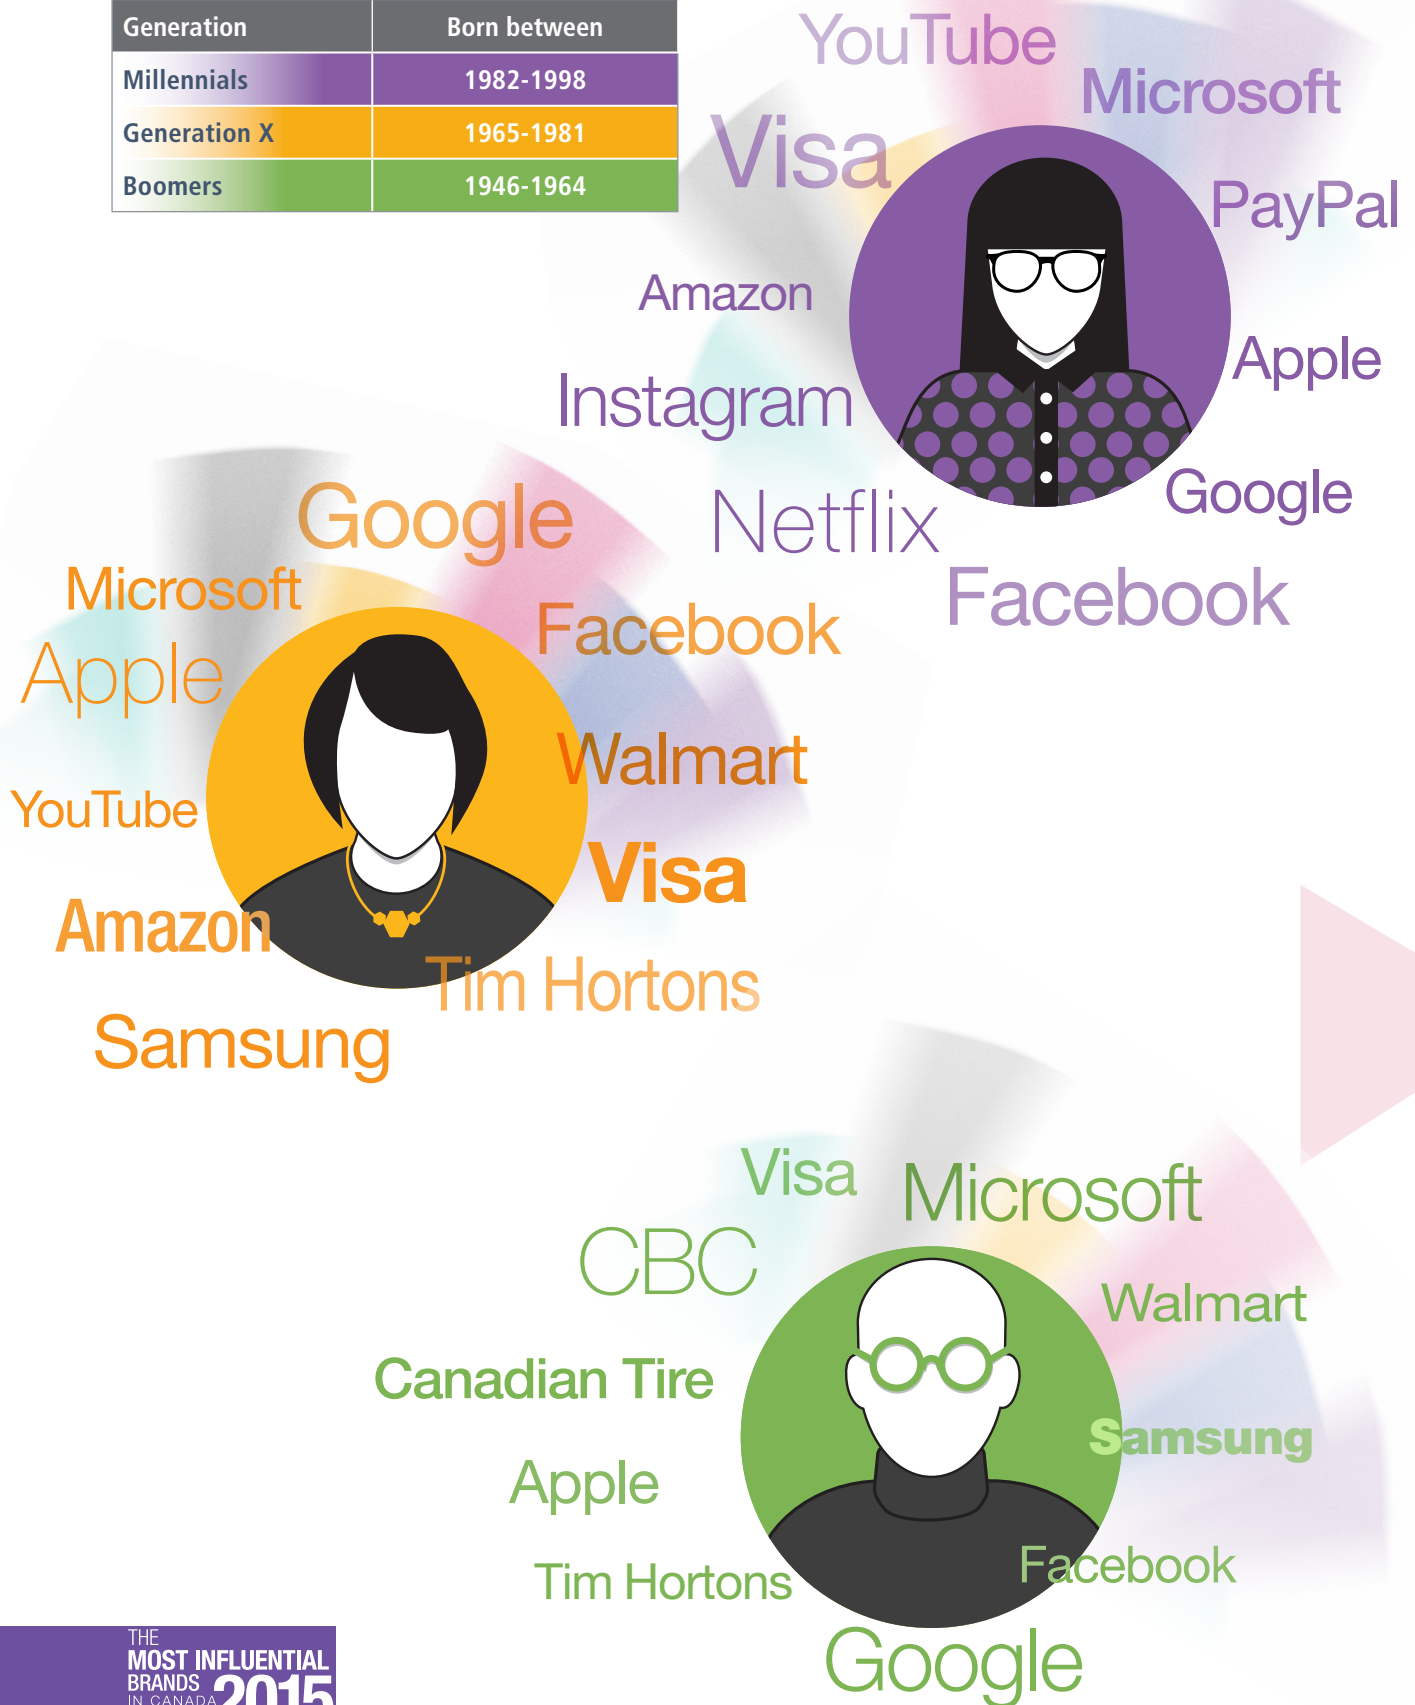 Generation Born between
Millennials 1982-1998
Generation X 1965-1981
Boomers 1946-1964
YouTube
Microsoft
Visa
PayPal
Amazon
Apple
Instagram
Google
Netflix
Facebook
Google
Microsoft
Facebook
Apple
Walmart
YouTube
Visa
Amazon
Tim Hortons
Samsung
Visa
Microsoft
CBC
Walmart
Canadian Tire
Samsung
Apple
Facebook
Tim Hortons
Google
THE
MOST INFLUENTIAL
BRANDS
IN CANADA 2015